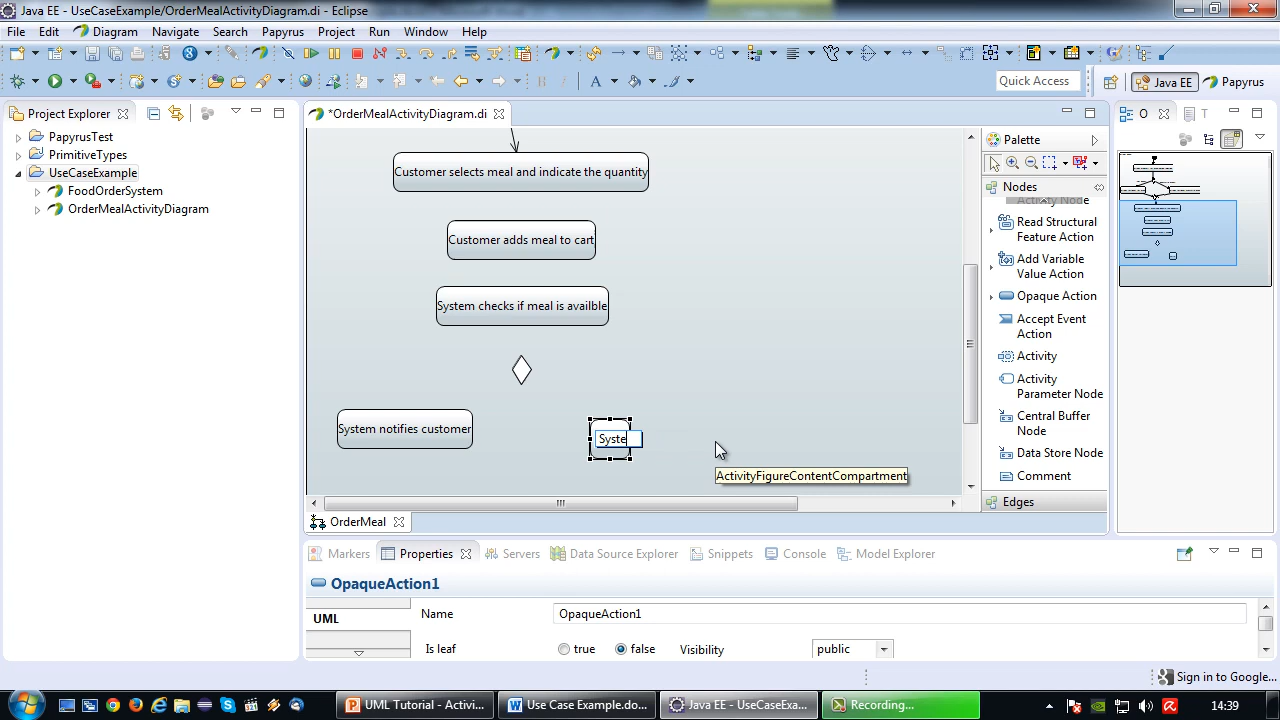 Java EE - UseCaseExample/OrderMealActivityDiagram.di - Eclipse
File Edit Diagram Navigate Search Papyrus Project Run Window Help
Quick Access
Java EE
Papyrus
Project Explorer
*OrderMealActivityDiagram.di
O
T
PapyrusTest
PrimitiveTypes
UseCaseExample
FoodOrderSystem
OrderMealActivityDiagram
Customer selects meal and indicate the quantity
Customer adds meal to cart
System checks if meal is availble
System notifies customer
Syste
ActivityFigureContentCompartment
Palette
Nodes
Activity Node
Read Structural
Feature Action
Add Variable
Value Action
Opaque Action
Accept Event
Action
Activity
Activity
Parameter Node
Central Buffer
Node
Data Store Node
Comment
Edges
OrderMeal
Markers
Properties
Servers
Data Source Explorer
Snippets
Console
Model Explorer
OpaqueAction1
UML
Name
OpaqueAction1
Is leaf
true
false
Visibility
public
Sign in to Google...
UML Tutorial - Activi...
Use Case Example.do...
Java EE - UseCaseExa...
Recording...
14:39